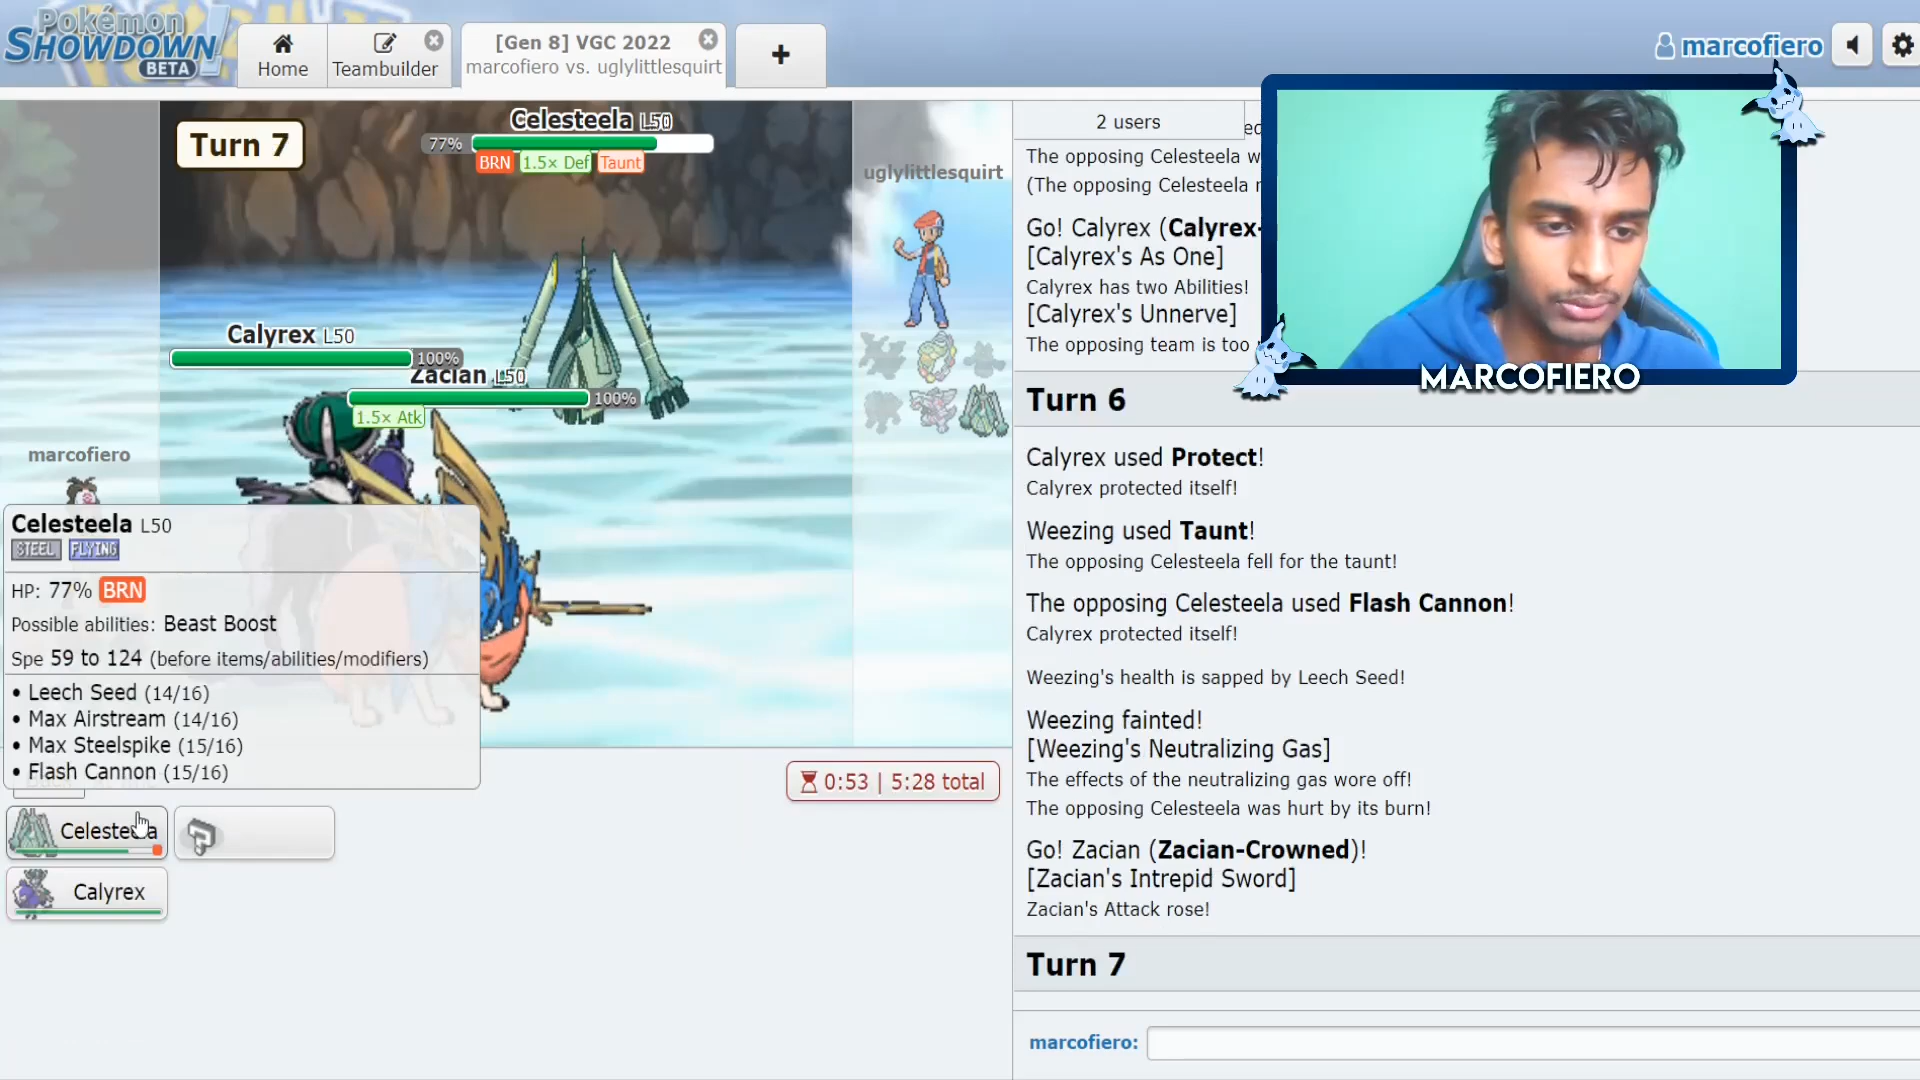 Pokémon
SHOWDOWN!
BETA
Home
Teambuilder
[Gen 8] VGC 2022
marcofiero vs. uglylittlesquirt
+
marcofiero
Turn 7
Celesteela L50
77%
BRN 1.5× Def Taunt
uglylittlesquirt
Calyrex L50
100%
Zacian L50
100%
1.5× Atk
marcofiero
Celesteela L50
STEEL FLYING
HP: 77% BRN
Possible abilities: Beast Boost
Spe 59 to 124 (before items/abilities/modifiers)
• Leech Seed (14/16)
• Max Airstream (14/16)
• Max Steelspike (15/16)
• Flash Cannon (15/16)
0:53 | 5:28 total
Celesteela
Calyrex
2 users
The opposing Celesteela w
(The opposing Celesteela r
Go! Calyrex (Calyrex-
[Calyrex's As One]
Calyrex has two Abilities!
[Calyrex's Unnerve]
The opposing team is too
Turn 6
Calyrex used Protect!
Calyrex protected itself!
Weezing used Taunt!
The opposing Celesteela fell for the taunt!
The opposing Celesteela used Flash Cannon!
Calyrex protected itself!
Weezing's health is sapped by Leech Seed!
Weezing fainted!
[Weezing's Neutralizing Gas]
The effects of the neutralizing gas wore off!
The opposing Celesteela was hurt by its burn!
Go! Zacian (Zacian-Crowned)!
[Zacian's Intrepid Sword]
Zacian's Attack rose!
Turn 7
marcofiero:
MARCOFIERO